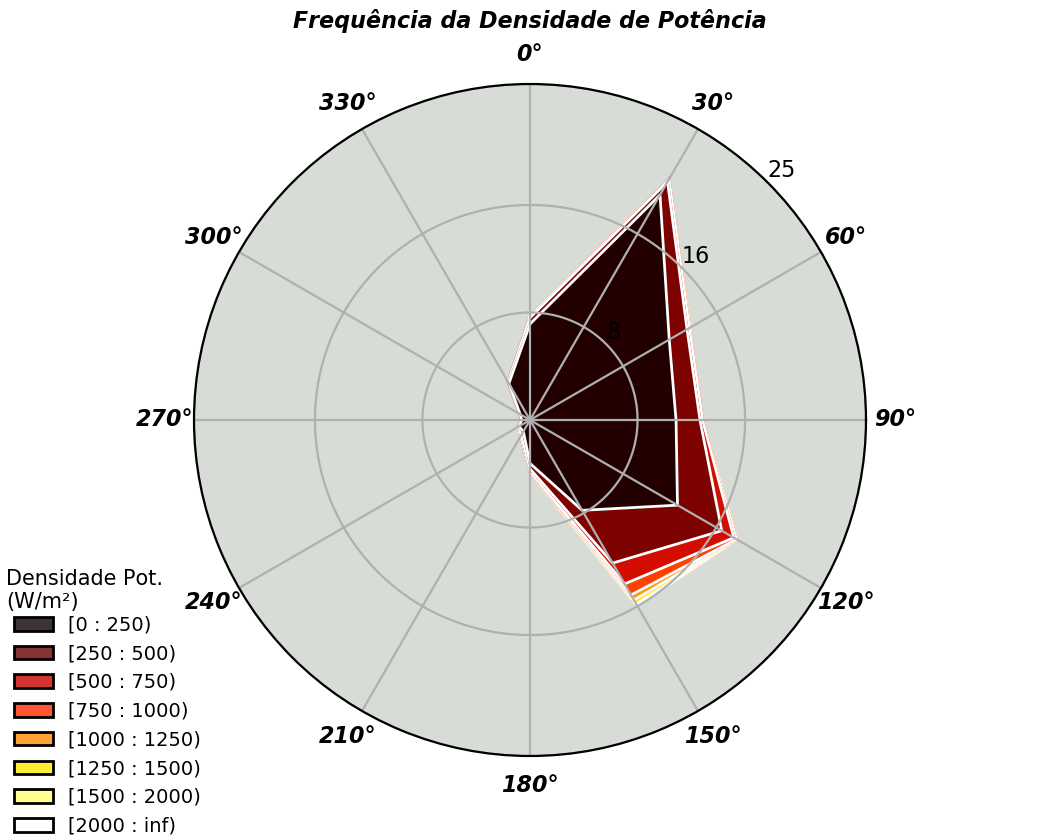 Frequência da Densidade de Potência
0°
330°
30°
25
300°
60°
16
8
270°
90°
240°
120°
210°
150°
180°
Densidade Pot.
(W/m²)
[0 : 250)
[250 : 500)
[500 : 750)
[750 : 1000)
[1000 : 1250)
[1250 : 1500)
[1500 : 2000)
[2000 : inf)